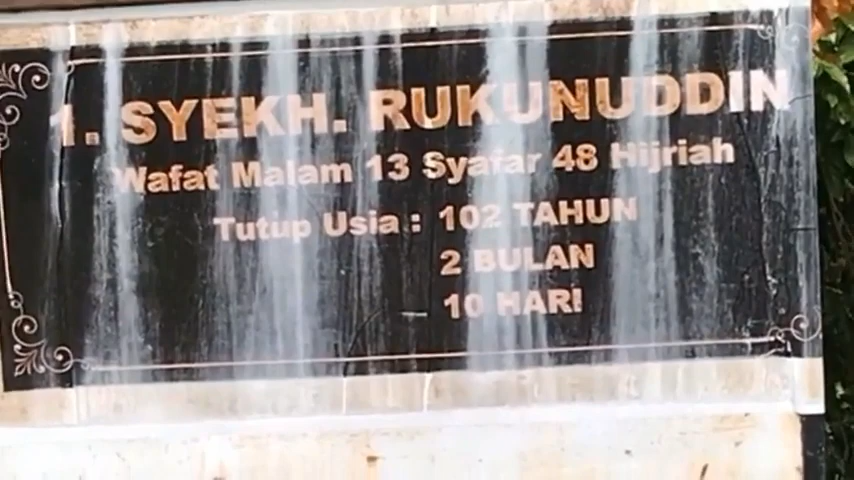 1. SYEKH. RUKUNUDDIN
Wafat Malam 13 Syafar 48 Hijriah
Tutup Usia : 102 TAHUN
2 BULAN
10 HARI